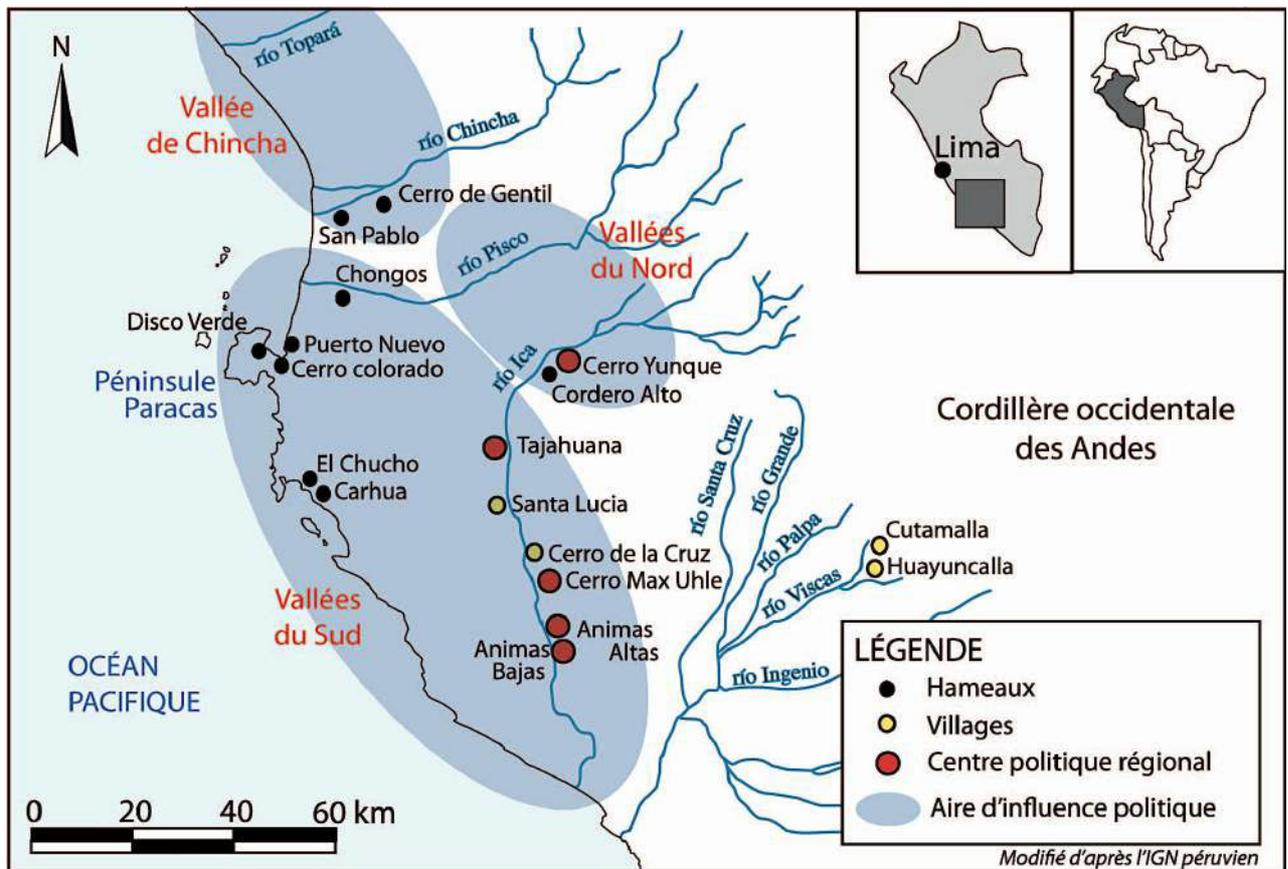 N
río Topará
Vallée
de Chincha
río Chincha
Cerro de Gentil
San Pablo
río Pisco
Vallées
du Nord
Chongos
Disco Verde
Puerto Nuevo
Cerro colorado
Péninsule
Paracas
río Ica
Cerro Yunque
Cordero Alto
Tajahuana
El Chucho
Carhua
Santa Lucia
Cerro de la Cruz
Cerro Max Uhle
Vallées
du Sud
Animas
Altas
Animas
Bajas
OCÉAN
PACIFIQUE
río Santa Cruz
río Grande
río Palpa
río Viscas
río Ingenio
Cordillère occidentale
des Andes
Cutamalla
Huayuncalla
Lima
LÉGENDE
Hameaux
Villages
Centre politique régional
Aire d'influence politique
0 20 40 60 km
Modifié d'après l'IGN péruvien